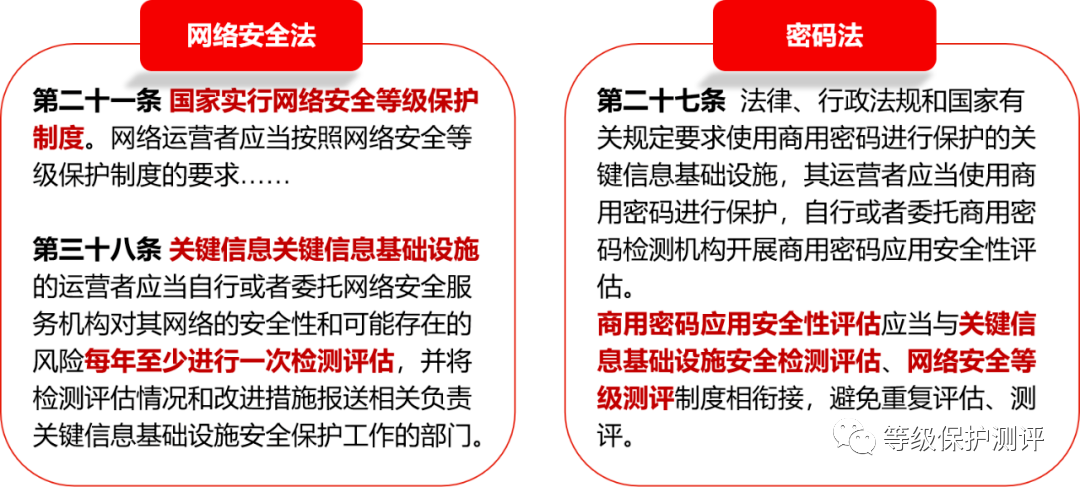 网络安全法
第二十一条 国家实行网络安全等级保护
制度。网络运营者应当按照网络安全等
级保护制度的要求……
第三十八条 关键信息关键信息基础设施
的运营者应当自行或者委托网络安全服
务机构对其网络的安全性和可能存在的
风险每年至少进行一次检测评估，并将
检测评估情况和改进措施报送相关负责
关键信息基础设施安全保护工作的部门。
密码法
第二十七条 法律、行政法规和国家有
关规定要求使用商用密码进行保护的关
键信息基础设施，其运营者应当使用商
用密码进行保护，自行或者委托商用密
码检测机构开展商用密码应用安全性评
估。
商用密码应用安全性评估应当与关键信
息基础设施安全检测评估、网络安全等
级测评制度相衔接，避免重复评估、测
评。
等级保护测评